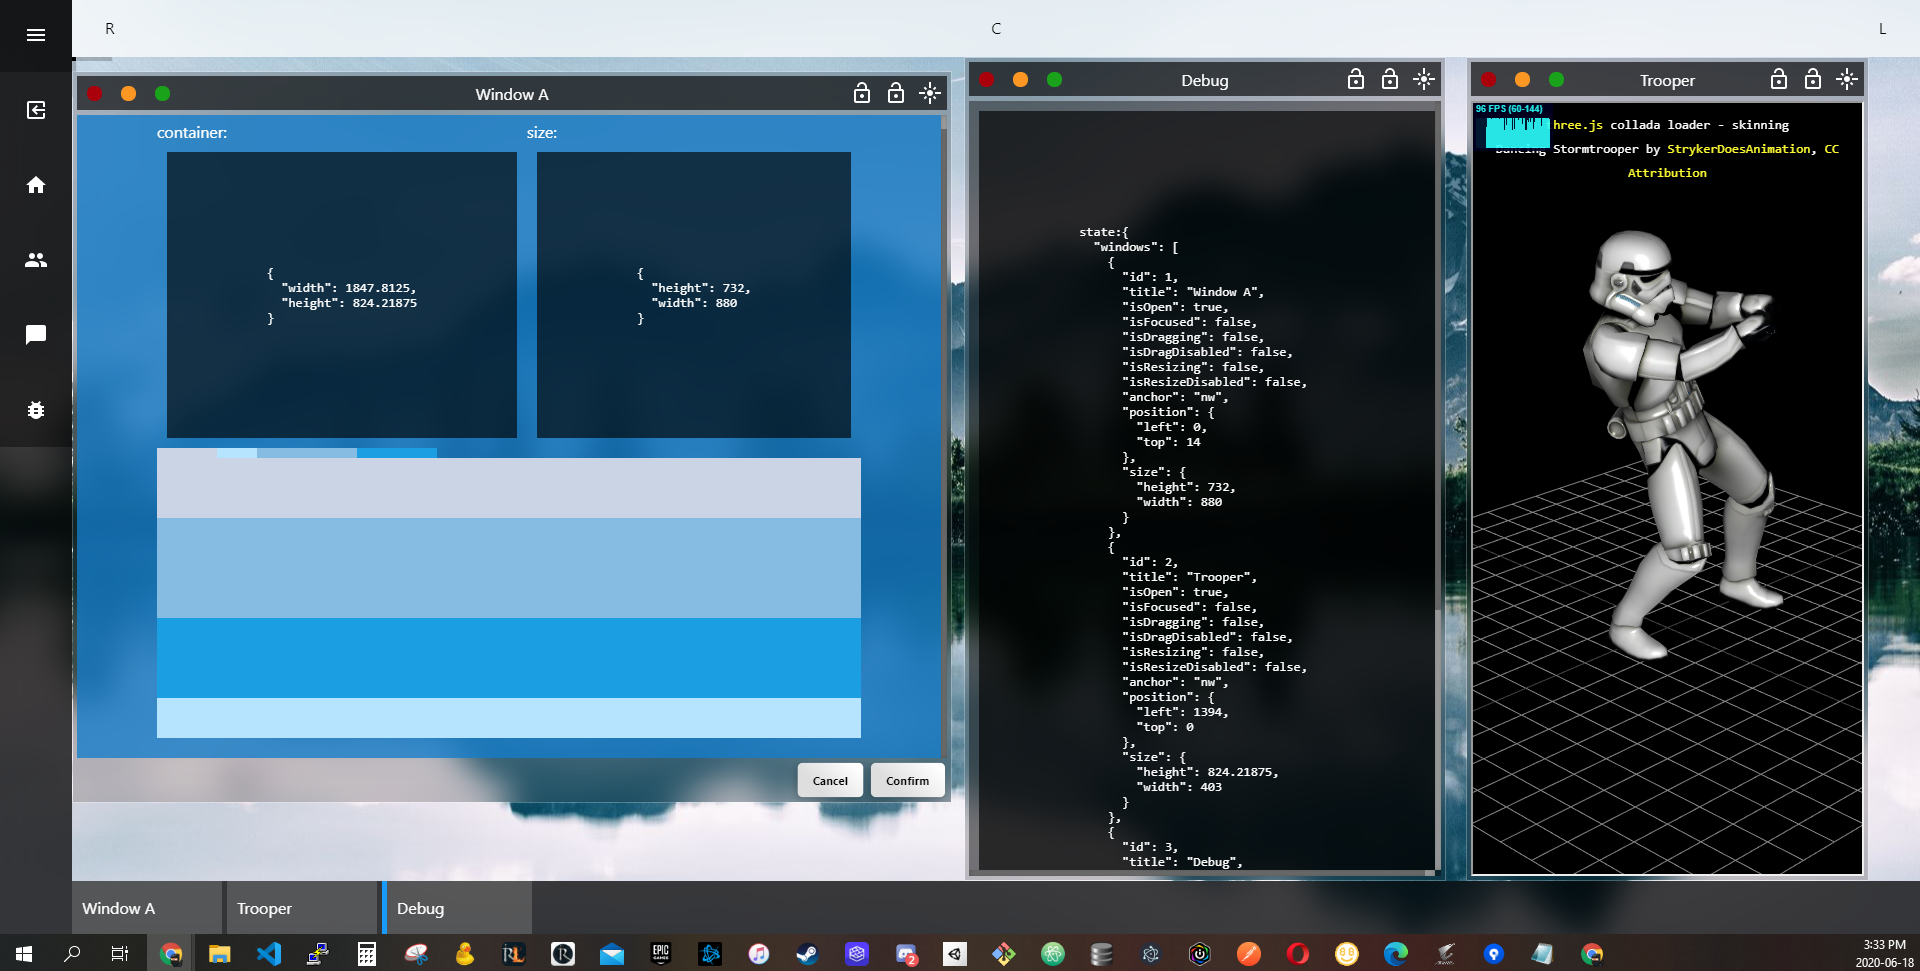 R
C
L
Window A
container:
size:
{
"width": 1847.8125,
"height": 824.21875
}
{
"height": 732,
"width": 880
}
Cancel
Confirm
Debug
state:{
"windows": [
{
"id": 1,
"title": "Window A",
"isOpen": true,
"isFocused": false,
"isDragging": false,
"isDragDisabled": false,
"isResizing": false,
"isResizeDisabled": false,
"anchor": "nw",
"position": {
"left": 0,
"top": 14
},
"size": {
"height": 732,
"width": 880
}
},
{
"id": 2,
"title": "Trooper",
"isOpen": true,
"isFocused": false,
"isDragging": false,
"isDragDisabled": false,
"isResizing": false,
"isResizeDisabled": false,
"anchor": "nw",
"position": {
"left": 1394,
"top": 0
},
"size": {
"height": 824.21875,
"width": 403
}
},
{
"id": 3,
"title": "Debug",
Trooper
96 FPS (60-144)
hree.js collada loader - skinning
Dancing Stormtrooper by StrykerDoesAnimation, CC
Attribution
Window A
Trooper
Debug
RL
R
EPIC
GAMES
2
3:33 PM
2020-06-18